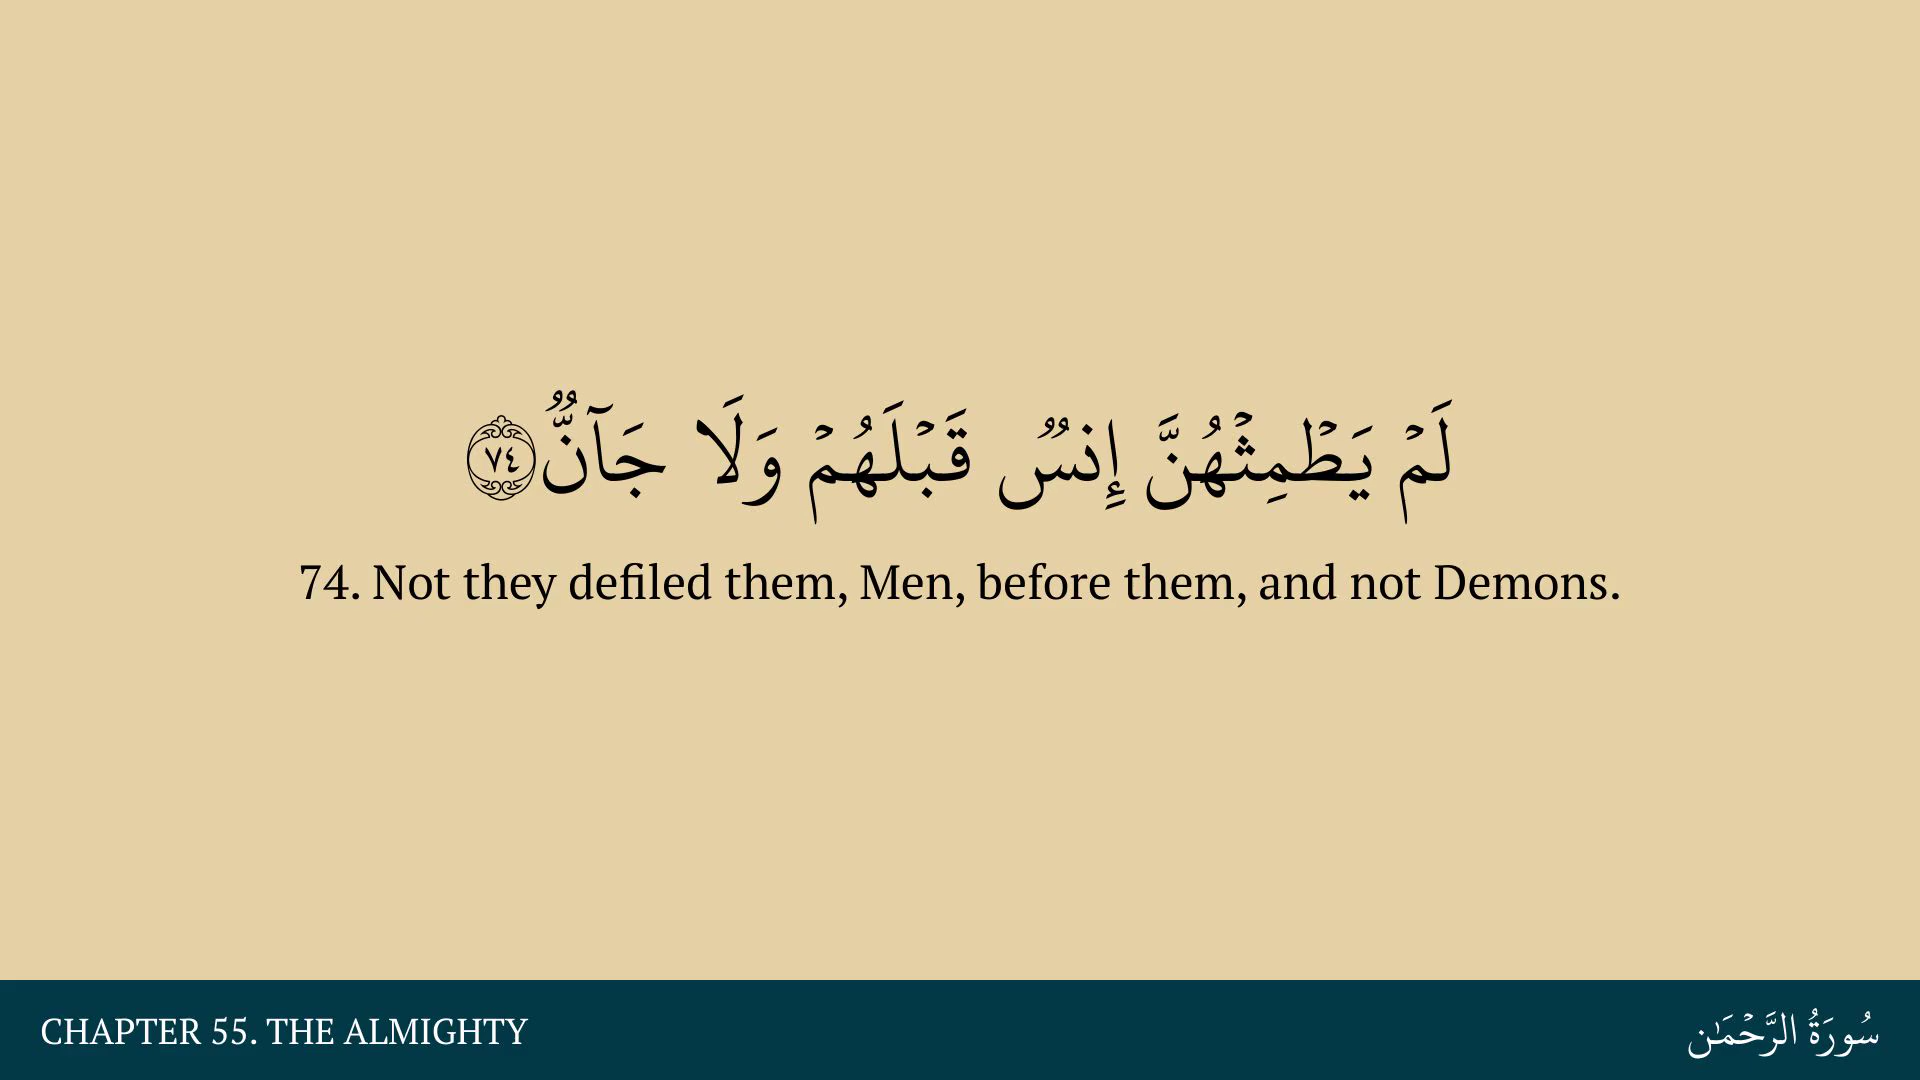 لَمۡ يَطۡمِثۡهُنَّ إِنسٌ قَبۡلَهُمۡ وَلَا جَآنٌّ ٧٤
74. Not they defiled them, Men, before them, and not Demons.
CHAPTER 55. THE ALMIGHTY
سُورَةُ الرَّحۡمَٰن